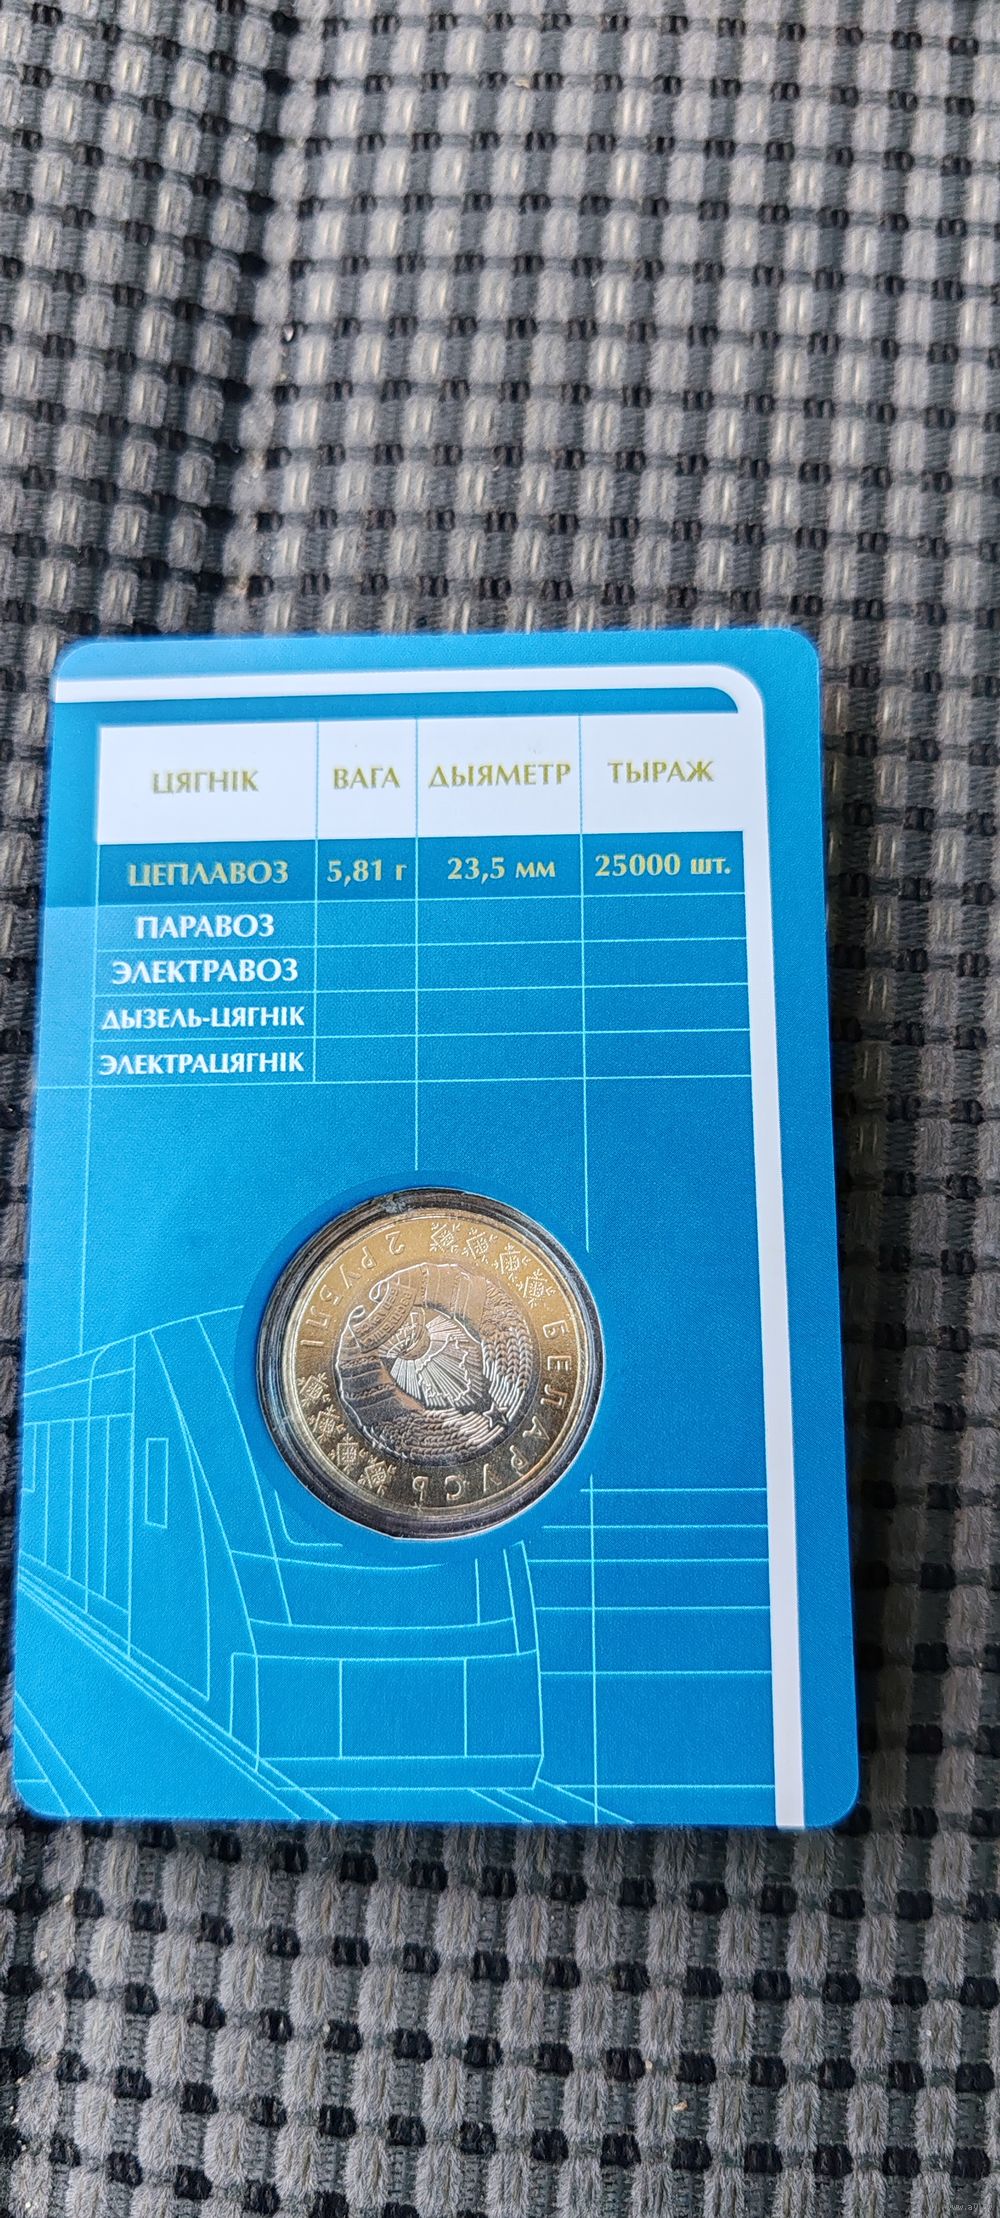 ЦЯГНІК ВАГА ДЫЯМЕТР ТЫРАЖ
ЦЕПЛАВОЗ 5,81 г 23,5 мм 25000 шт.
ПАРАВОЗ
ЭЛЕКТРАВОЗ
ДЫЗЕЛЬ-ЦЯГНІК
ЭЛЕКТРАЦЯГНІК
2 РУБЛІ
БЕЛАРУСЬ